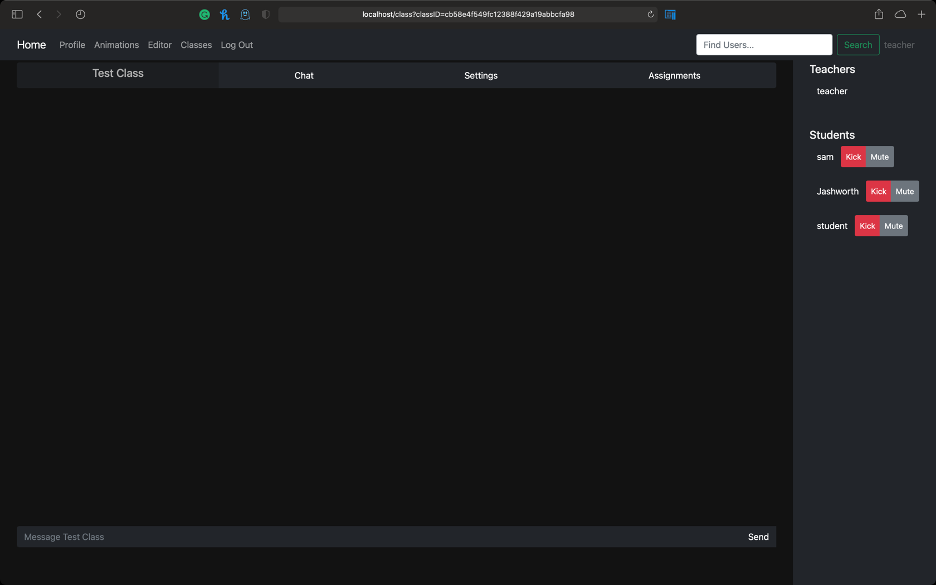 localhost/class?classID=cb58e4f549fc12388f429a19abbcfa98
Home Profile Animations Editor Classes Log Out Find Users... Search teacher
Test Class Chat Settings Assignments
Teachers
teacher
Students
sam Kick Mute
Jashworth Kick Mute
student Kick Mute
Message Test Class Send